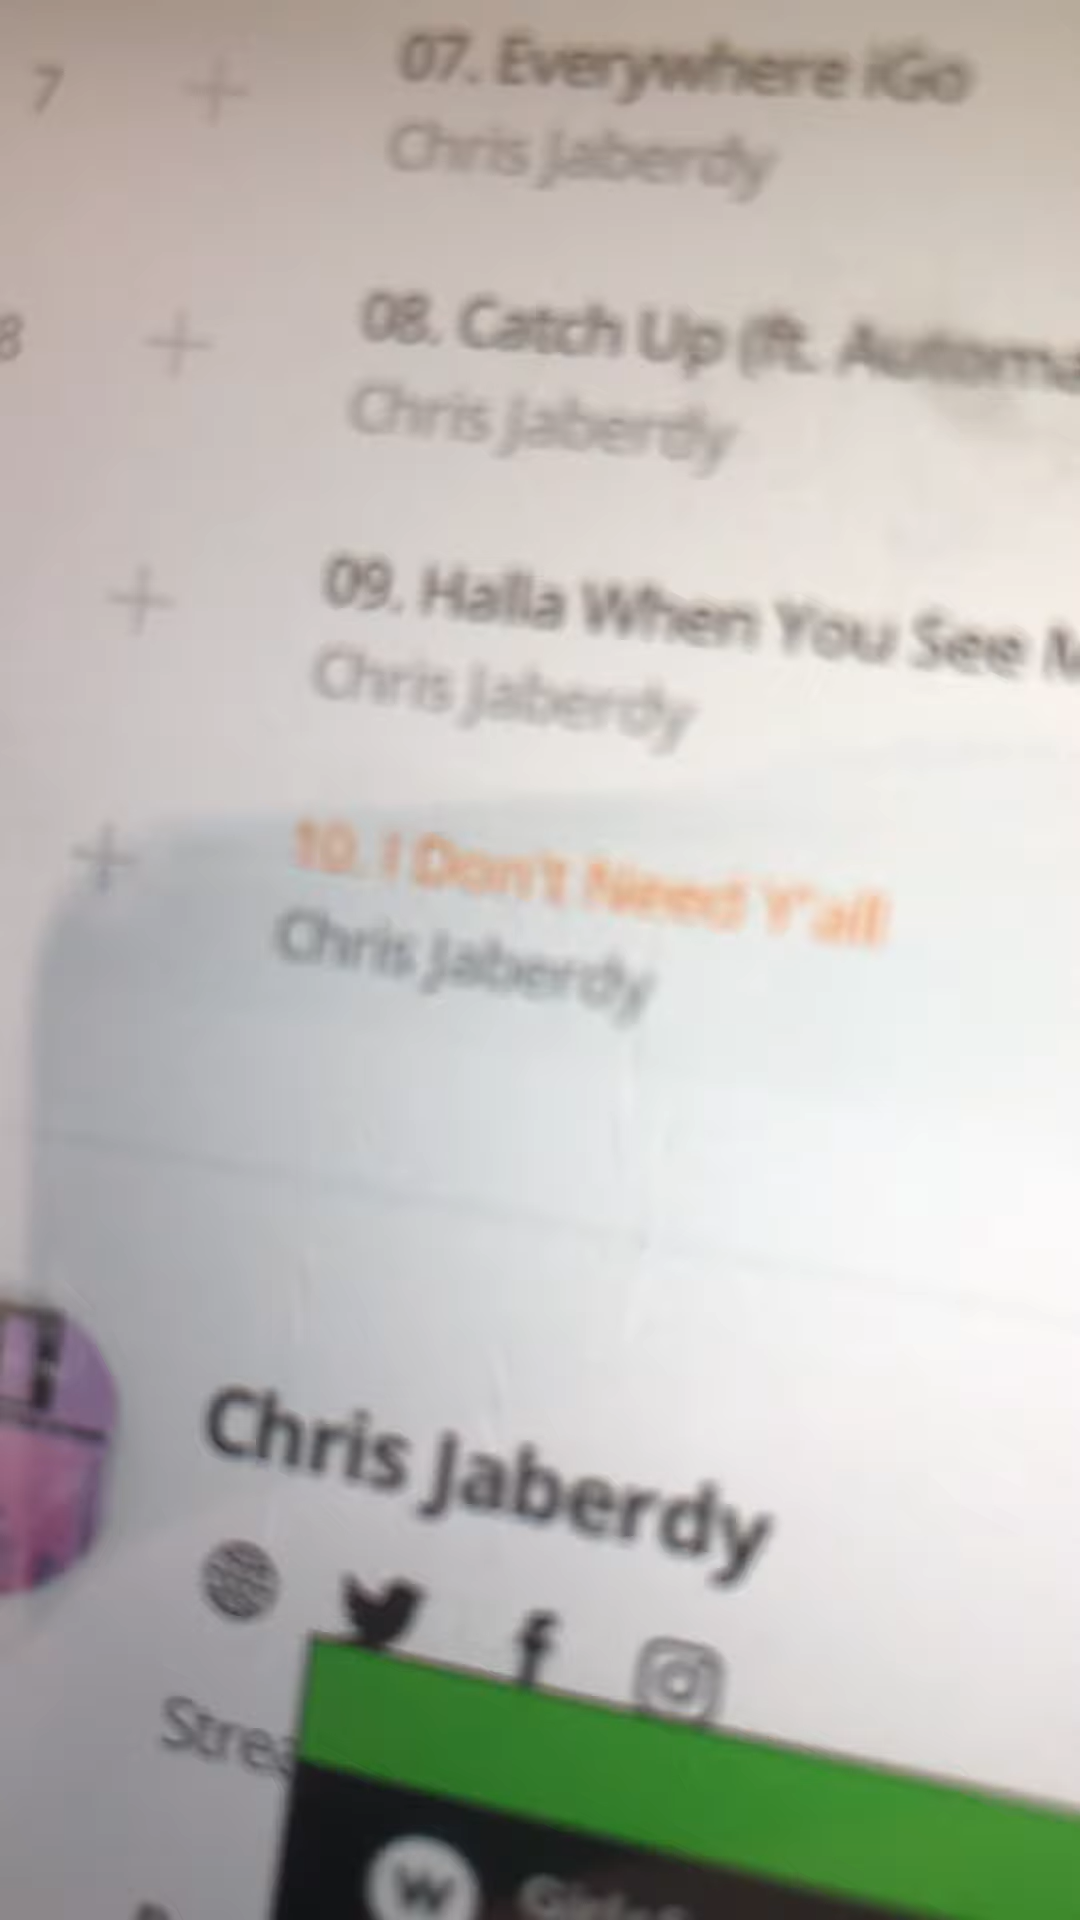 7
07. Everywhere iGo
Chris Jaberdy
8
08. Catch Up (ft.
Chris Jaberdy
09. Halla When You See
Chris Jaberdy
10. I Don't Need Y'all
Chris Jaberdy
Chris Jaberdy
W